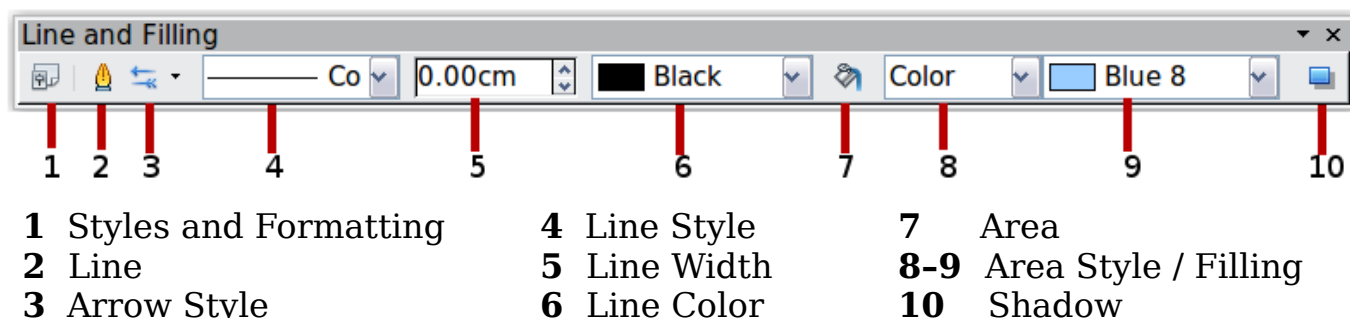 Line and Filling
Co 0.00cm Black Color Blue 8
1 2 3 4 5 6 7 8 9 10
1 Styles and Formatting 4 Line Style 7 Area
2 Line 5 Line Width 8–9 Area Style / Filling
3 Arrow Style 6 Line Color 10 Shadow